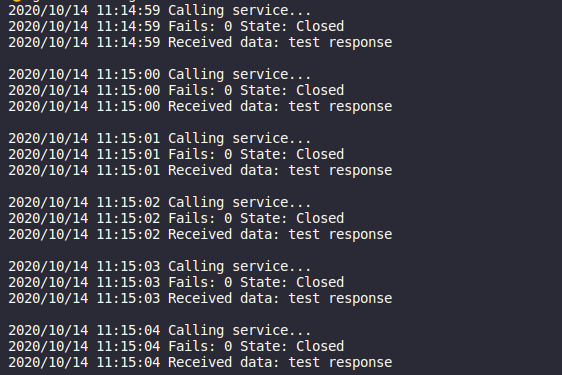 2020/10/14 11:14:59 Calling service...
2020/10/14 11:14:59 Fails: 0 State: Closed
2020/10/14 11:14:59 Received data: test response
2020/10/14 11:15:00 Calling service...
2020/10/14 11:15:00 Fails: 0 State: Closed
2020/10/14 11:15:00 Received data: test response
2020/10/14 11:15:01 Calling service...
2020/10/14 11:15:01 Fails: 0 State: Closed
2020/10/14 11:15:01 Received data: test response
2020/10/14 11:15:02 Calling service...
2020/10/14 11:15:02 Fails: 0 State: Closed
2020/10/14 11:15:02 Received data: test response
2020/10/14 11:15:03 Calling service...
2020/10/14 11:15:03 Fails: 0 State: Closed
2020/10/14 11:15:03 Received data: test response
2020/10/14 11:15:04 Calling service...
2020/10/14 11:15:04 Fails: 0 State: Closed
2020/10/14 11:15:04 Received data: test response